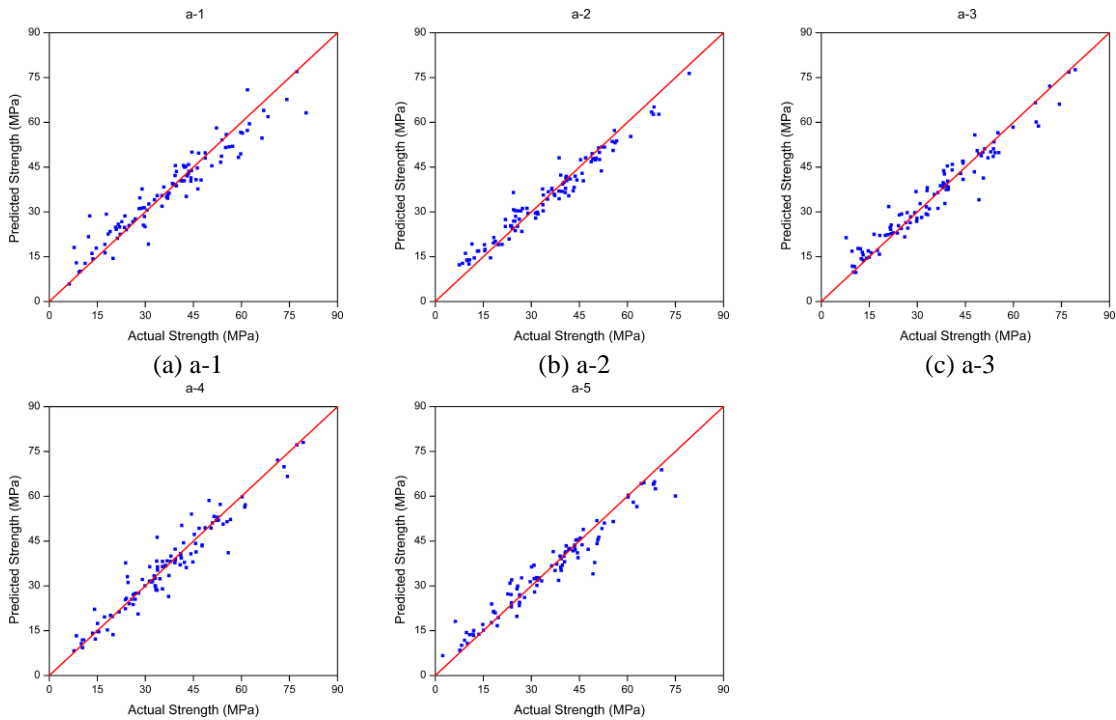 a-1 a-2 a-3
90 90 90
75 75 75
60 60 60
45 45 45
30 30 30
15 15 15
0 0 0
Predicted Strength (MPa) Predicted Strength (MPa) Predicted Strength (MPa)
0 15 30 45 60 75 90 0 15 30 45 60 75 90 0 15 30 45 60 75 90
Actual Strength (MPa) Actual Strength (MPa) Actual Strength (MPa)
(a) a-1 (b) a-2 (c) a-3
a-4 a-5
90 90
75 75
60 60
45 45
30 30
15 15
0 0
Predicted Strength (MPa) Predicted Strength (MPa)
0 15 30 45 60 75 90 0 15 30 45 60 75 90
Actual Strength (MPa) Actual Strength (MPa)